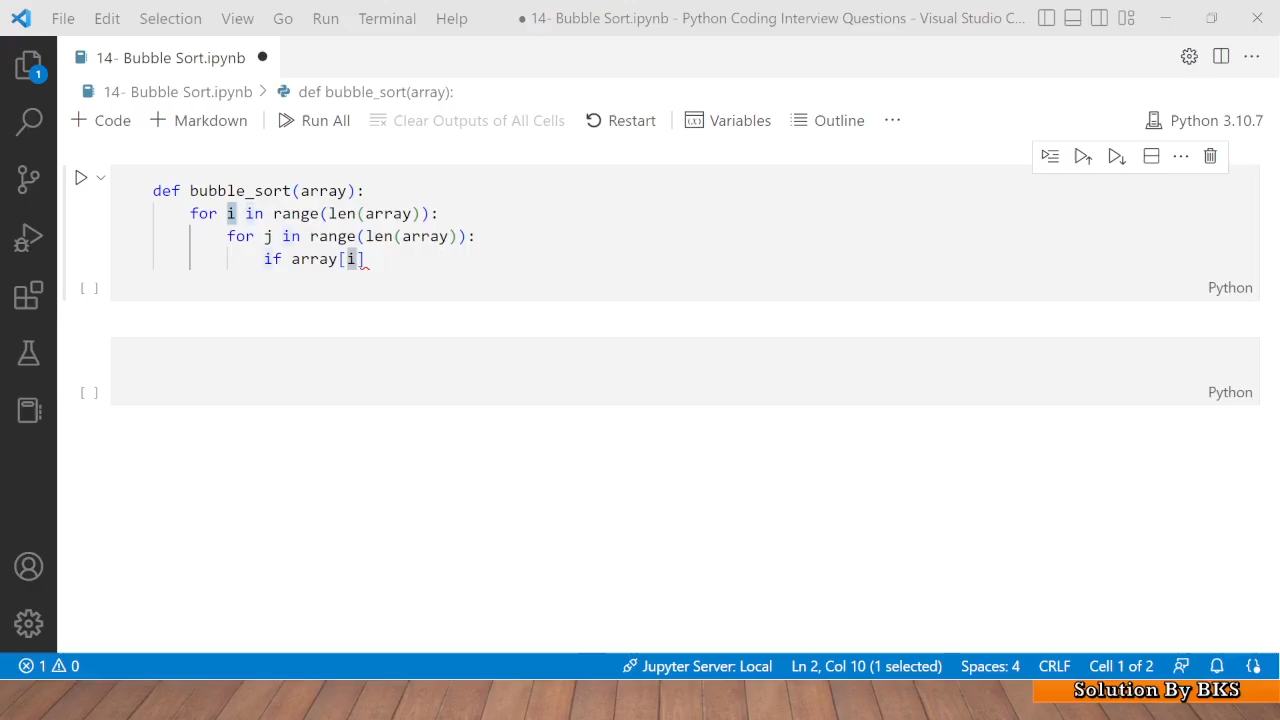 File Edit Selection View Go Run Terminal Help ● 14- Bubble Sort.ipynb - Python Coding Interview Questions - Visual Studio C...
14- Bubble Sort.ipynb ●
1
14- Bubble Sort.ipynb > def bubble_sort(array):
+ Code + Markdown Run All Clear Outputs of All Cells Restart Variables Outline ... Python 3.10.7
def bubble_sort(array):
for i in range(len(array)):
for j in range(len(array)):
if array[i]
[ ] Python
[ ] Python
1 0 Jupyter Server: Local Ln 2, Col 10 (1 selected) Spaces: 4 CRLF Cell 1 of 2
Solution By BKS